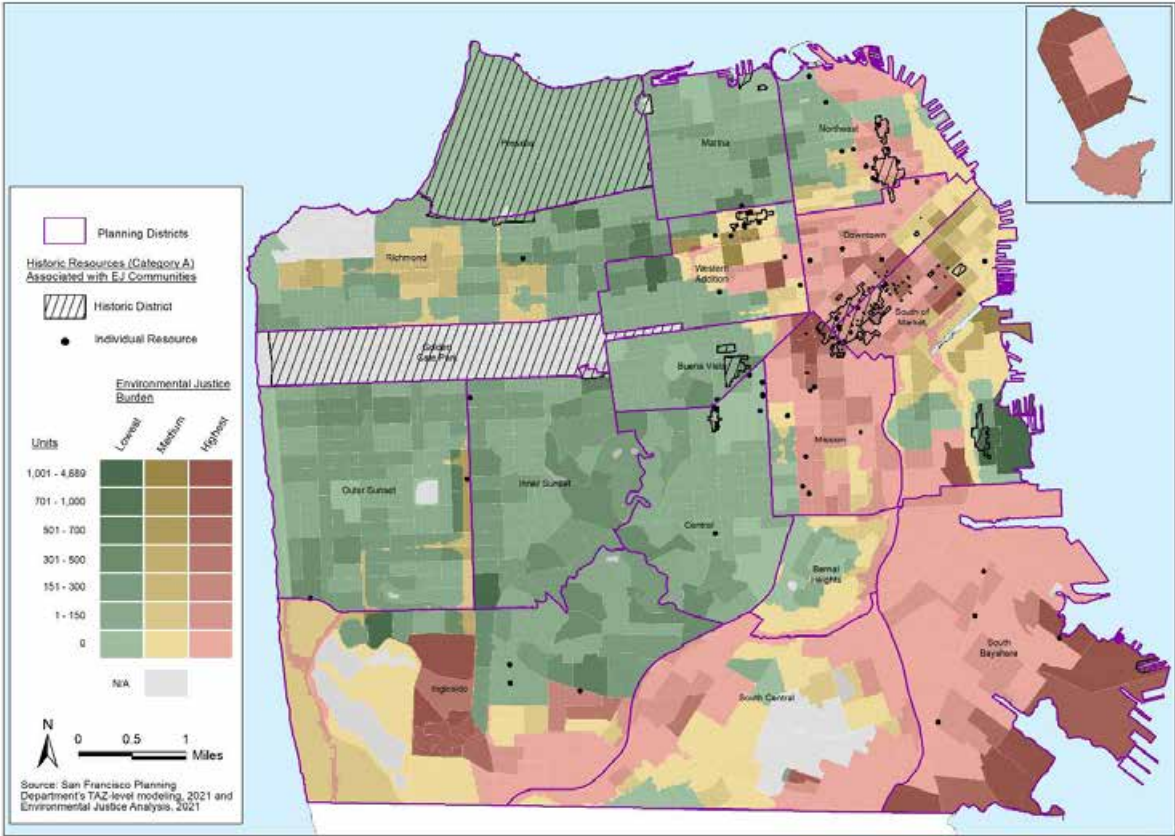 Planning Districts
Historic Resources (Category A)
Associated with EJ Communities
Historic District
Individual Resource
Environmental Justice
Burden
Units
Lowest
Medium
Highest
1,001 - 4,689
701 - 1,000
501 - 700
301 - 500
151 - 300
1 - 150
0
N/A
N
0 0.5 1
Miles
Source: San Francisco Planning
Department's TAZ-level modeling, 2021 and
Environmental Justice Analysis, 2021
Presidio
Marina
Northeast
Richmond
Western
Addition
Downtown
South of
Market
Golden
Gate Park
Buena Vista
Mission
Outer Sunset
Inner Sunset
Central
Bernal
Heights
South
Bayshore
Ingleside
South Central